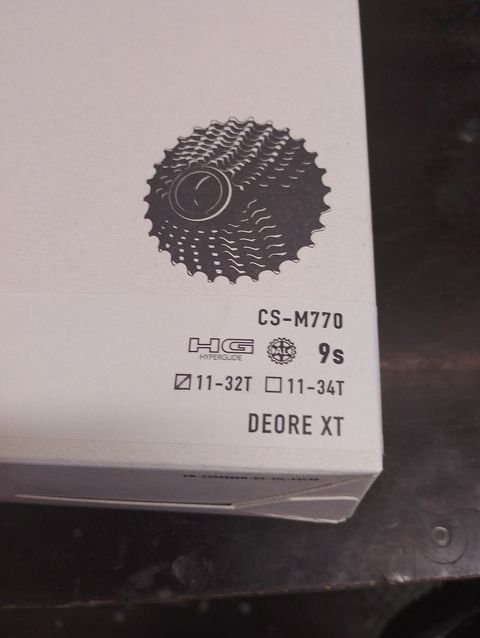 CS-M770
HG 9s
HYPERGLIDE
11-32T 11-34T
DEORE XT